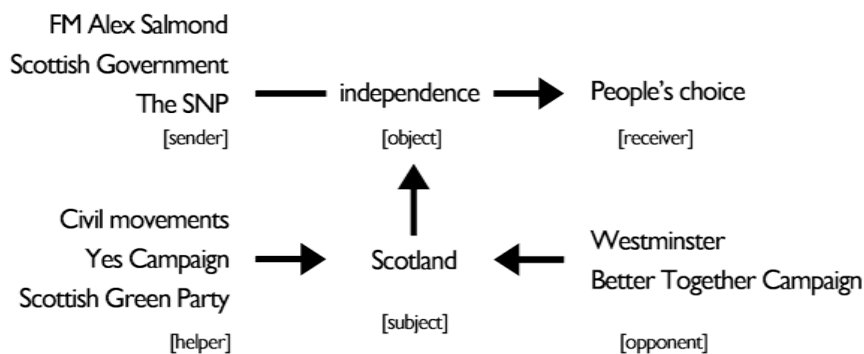 FM Alex Salmond
Scottish Government
The SNP
[sender]
independence
[object]
People's choice
[receiver]
Civil movements
Yes Campaign
Scottish Green Party
[helper]
Scotland
[subject]
Westminster
Better Together Campaign
[opponent]